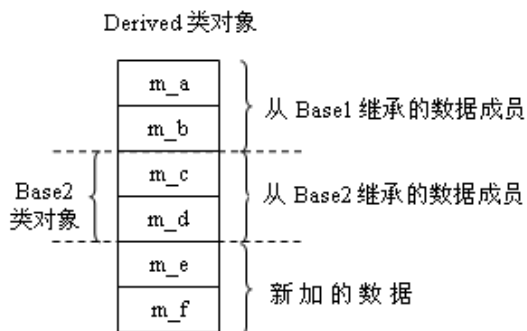 Derived 类对象
m_a
从 Base1 继承的数据成员
m_b
m_c
Base2
类对象
从 Base2 继承的数据成员
m_d
m_e
新加的数据
m_f